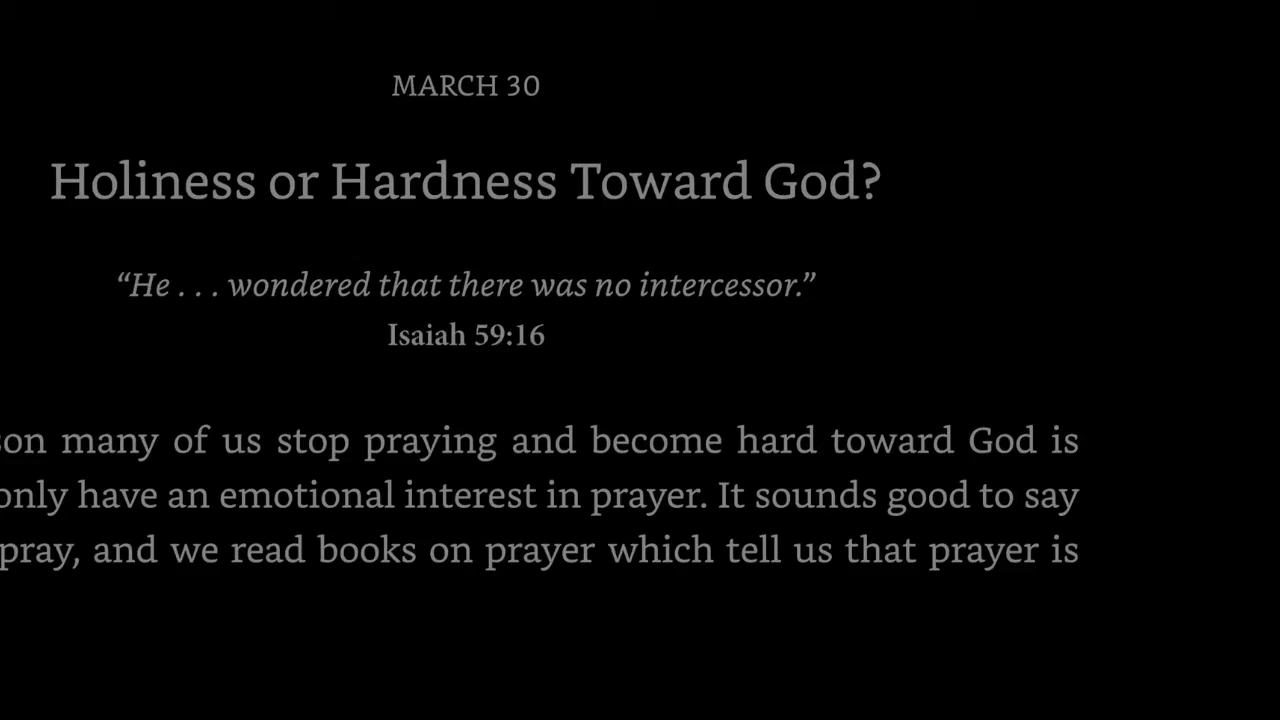 MARCH 30
Holiness or Hardness Toward God?
“He . . . wondered that there was no intercessor.”
Isaiah 59:16
many of us stop praying and become hard toward God is
only have an emotional interest in prayer. It sounds good to say
pray, and we read books on prayer which tell us that prayer is